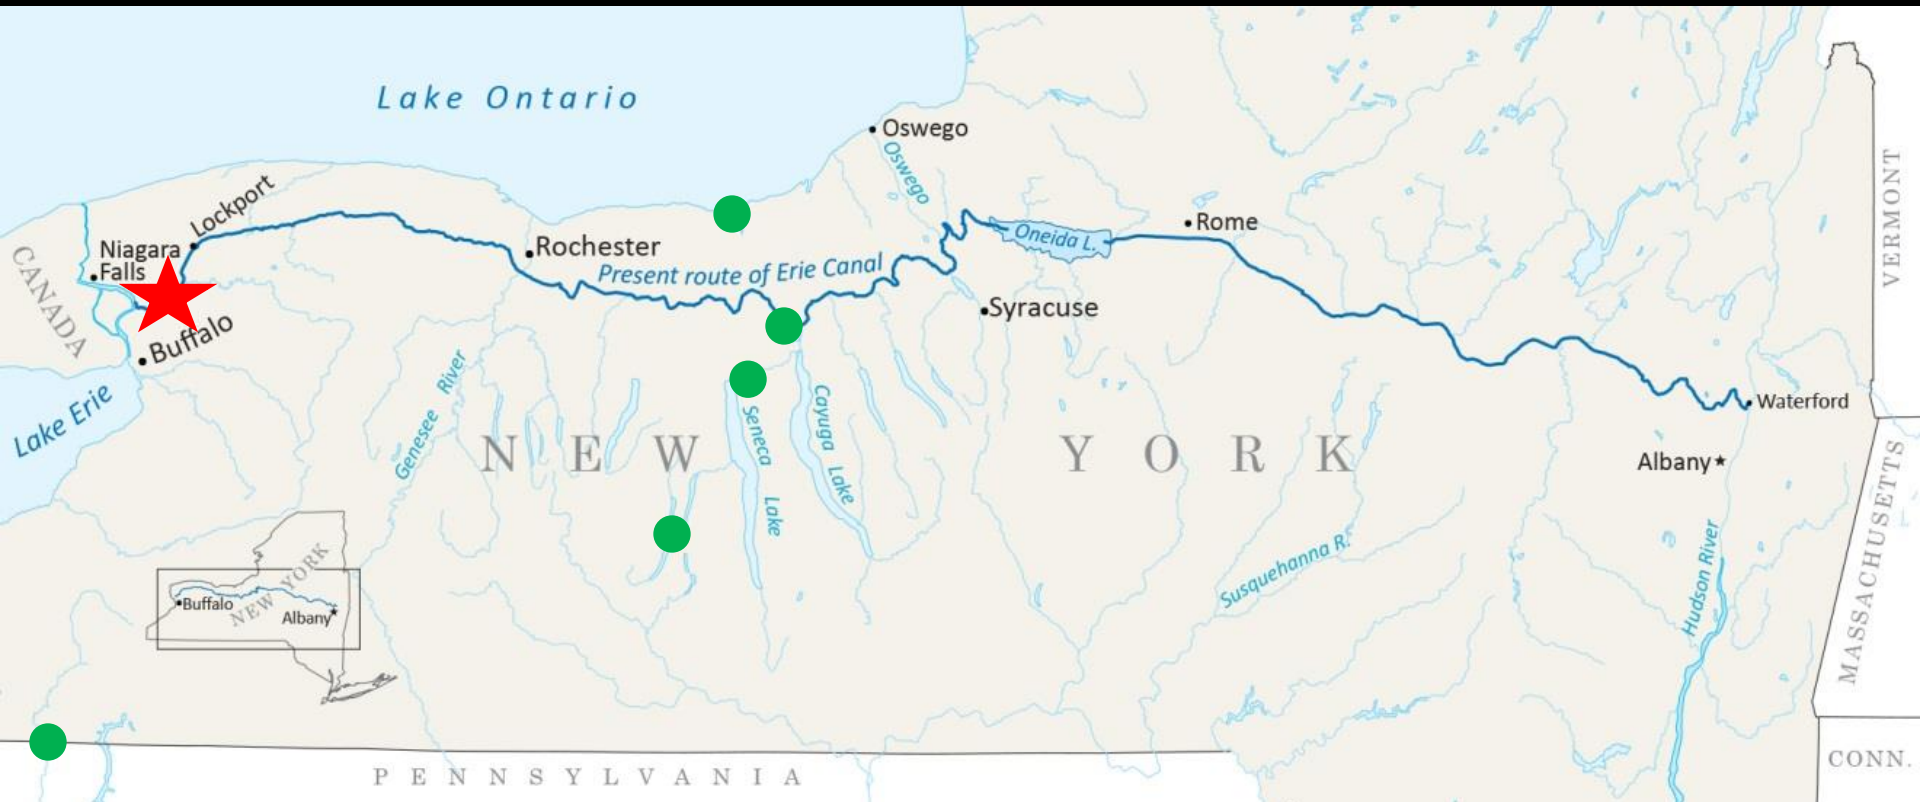 Lake Ontario
Oswego
Oswego
Lockport
Niagara
Falls
CANADA
Buffalo
Lake Erie
Rochester
Present route of Erie Canal
Oneida L.
Rome
Syracuse
VERMONT
Genesee River
Seneca Lake
Cayuga Lake
NEW YORK
Waterford
Albany
MASSACHUSETTS
Hudson River
Susquehanna R.
Buffalo
NEW YORK
Albany
PENNSYLVANIA
CONN.